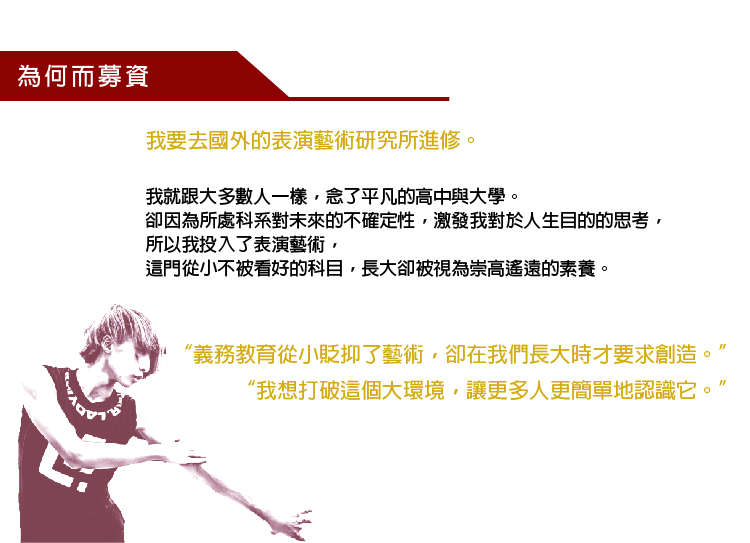 為何而募資
我要去國外的表演藝術研究所進修。
我就跟大多數人一樣，念了平凡的高中與大學。
卻因為所處科系對未來的不確定性，激發我對於人生目的的思考，
所以我投入了表演藝術，
這門從小不被看好的科目，長大卻被視為崇高遙遠的素養。
“義務教育從小貶抑了藝術，卻在我們長大時才要求創造。”
“我想打破這個大環境，讓更多人更簡單地認識它。”